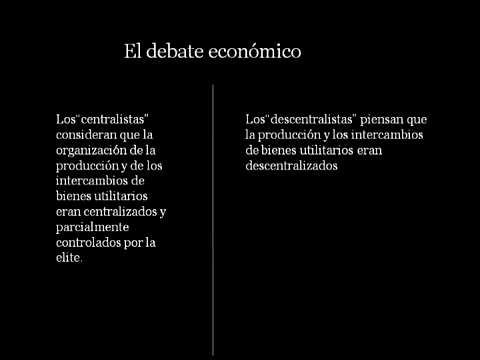 El debate económico
Los“centralistas”
consideran que la
organización de la
producción y de los
intercambios de
bienes utilitarios
eran centralizados y
parcialmente
controlados por la
elite.
Los“descentralistas” piensan que
la producción y los intercambios
de bienes utilitarios eran
descentralizados